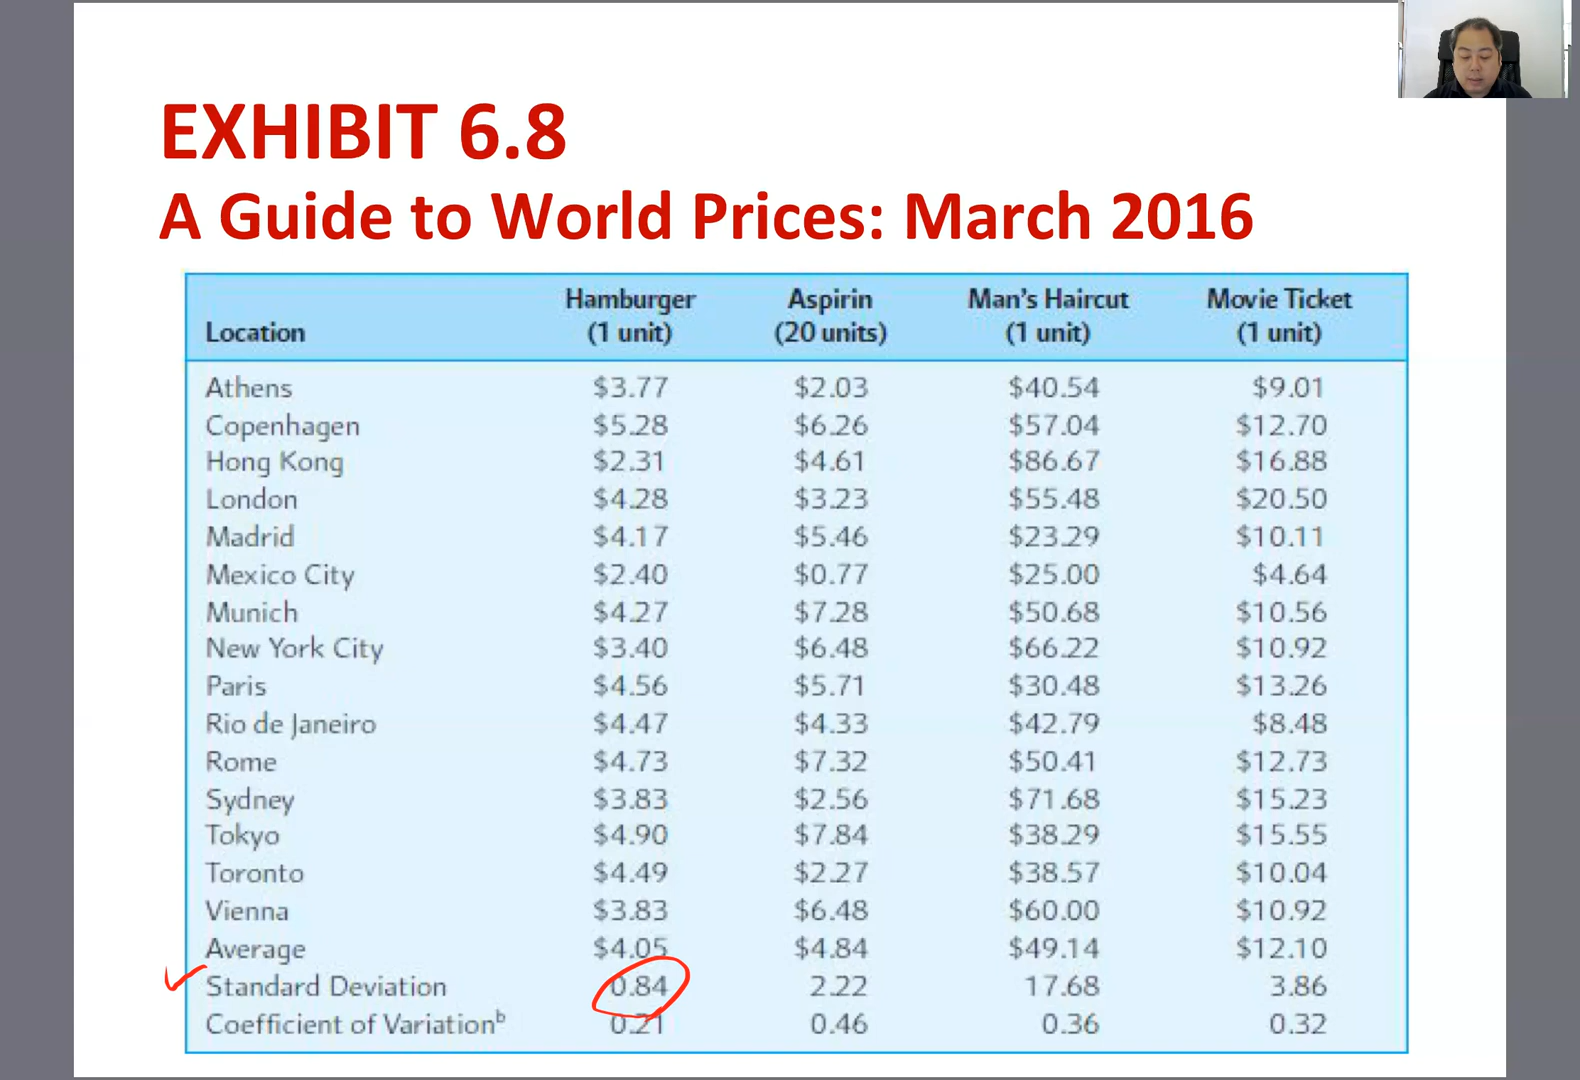 EXHIBIT 6.8
A Guide to World Prices: March 2016
Location Hamburger (1 unit) Aspirin (20 units) Man's Haircut (1 unit) Movie Ticket (1 unit)
Athens $3.77 $2.03 $40.54 $9.01
Copenhagen $5.28 $6.26 $57.04 $12.70
Hong Kong $2.31 $4.61 $86.67 $16.88
London $4.28 $3.23 $55.48 $20.50
Madrid $4.17 $5.46 $23.29 $10.11
Mexico City $2.40 $0.77 $25.00 $4.64
Munich $4.27 $7.28 $50.68 $10.56
New York City $3.40 $6.48 $66.22 $10.92
Paris $4.56 $5.71 $30.48 $13.26
Rio de Janeiro $4.47 $4.33 $42.79 $8.48
Rome $4.73 $7.32 $50.41 $12.73
Sydney $3.83 $2.56 $71.68 $15.23
Tokyo $4.90 $7.84 $38.29 $15.55
Toronto $4.49 $2.27 $38.57 $10.04
Vienna $3.83 $6.48 $60.00 $10.92
Average $4.05 $4.84 $49.14 $12.10
Standard Deviation 0.84 2.22 17.68 3.86
Coefficient of Variationᵇ 0.21 0.46 0.36 0.32